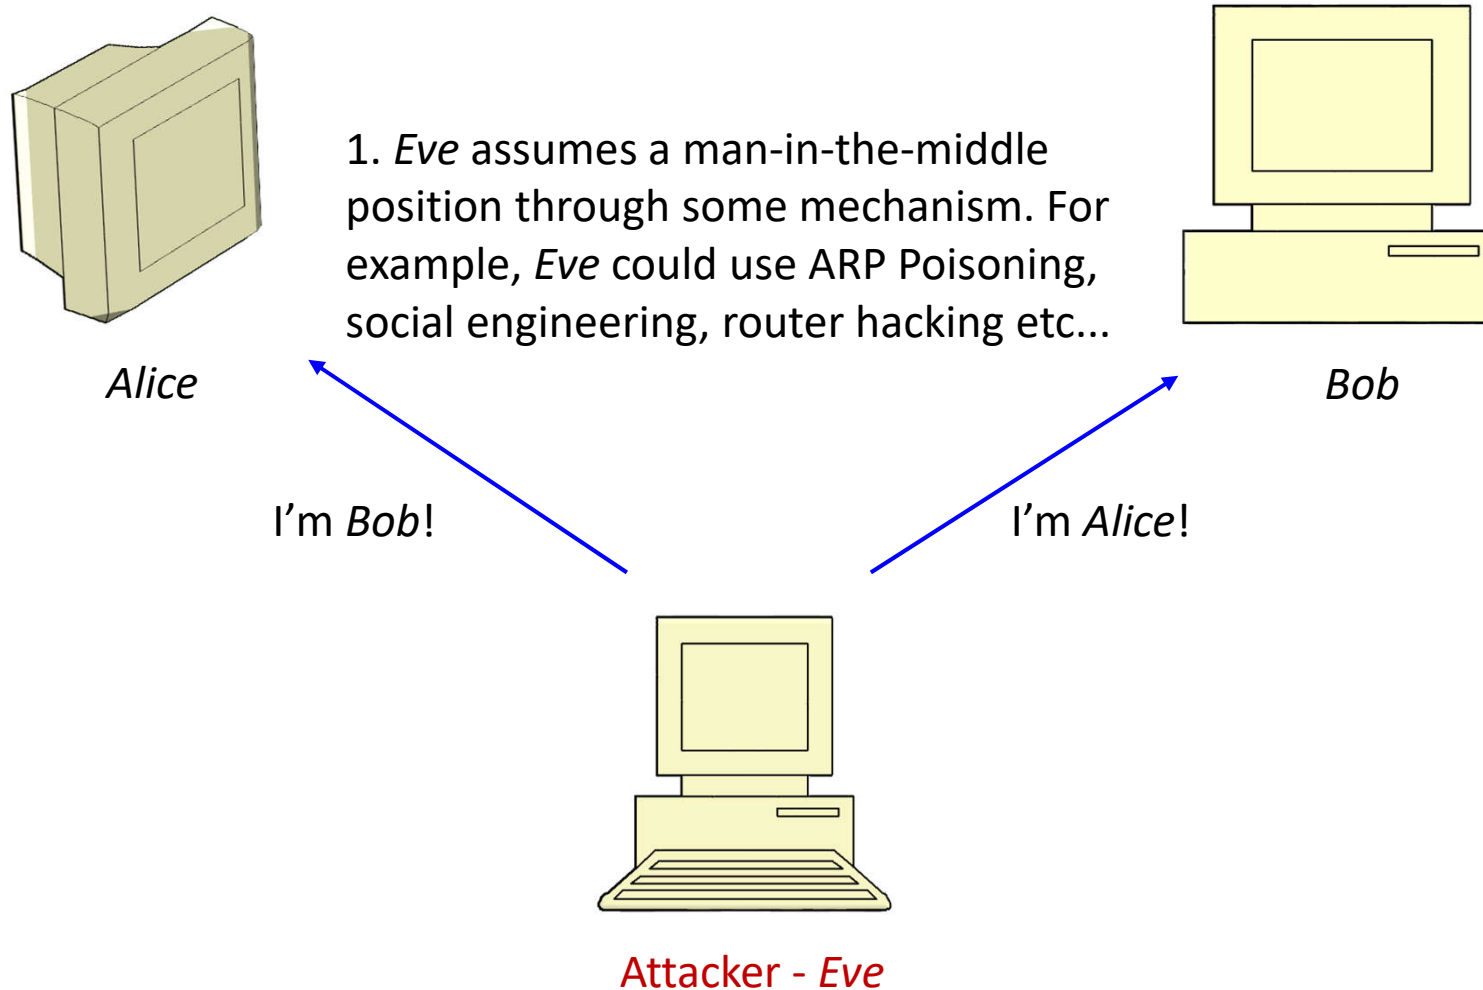 1. Eve assumes a man-in-the-middle
position through some mechanism. For
example, Eve could use ARP Poisoning,
social engineering, router hacking etc...
Alice
Bob
I’m Bob!
I’m Alice!
Attacker - Eve